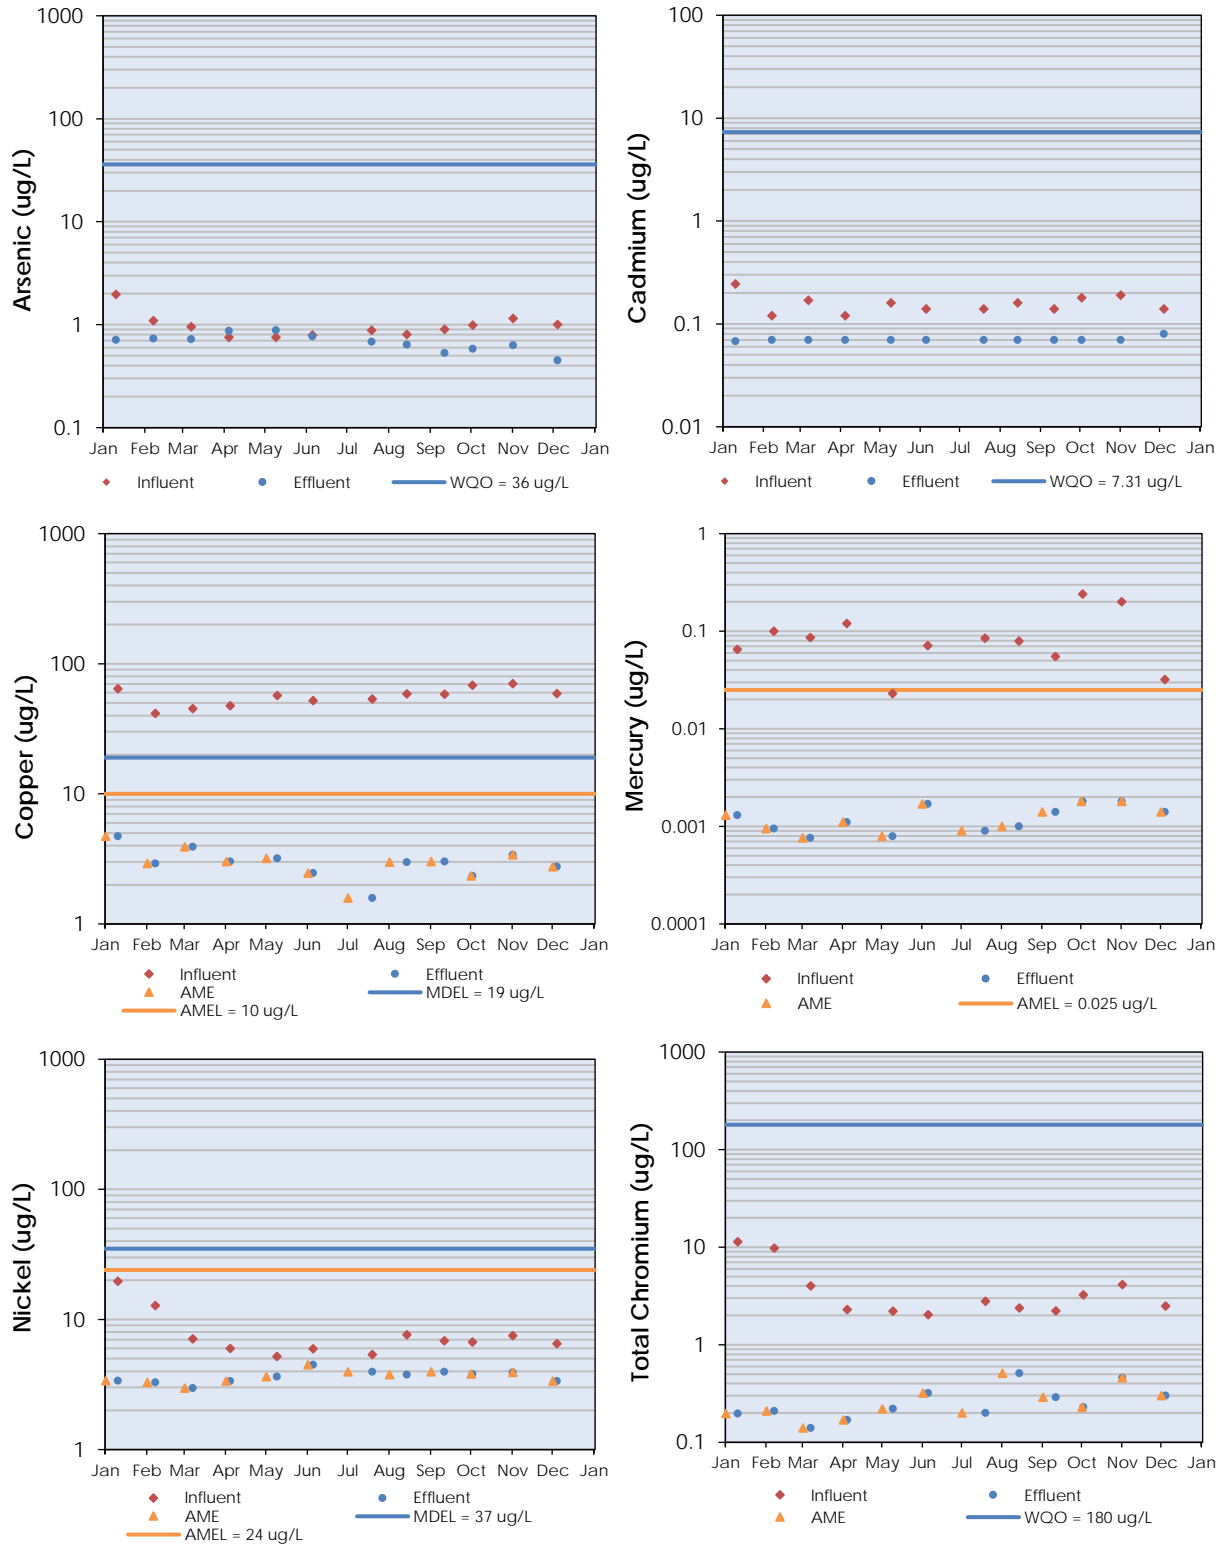 Arsenic (ug/L)
1000
100
10
1
0.1
Jan Feb Mar Apr May Jun Jul Aug Sep Oct Nov Dec Jan
Influent Effluent WQO = 36 ug/L
Cadmium (ug/L)
100
10
1
0.1
0.01
Jan Feb Mar Apr May Jun Jul Aug Sep Oct Nov Dec Jan
Influent Effluent WQO = 7.31 ug/L
Copper (ug/L)
1000
100
10
1
Jan Feb Mar Apr May Jun Jul Aug Sep Oct Nov Dec Jan
Influent Effluent
AME MDEL = 19 ug/L
AMEL = 10 ug/L
Mercury (ug/L)
1
0.1
0.01
0.001
0.0001
Jan Feb Mar Apr May Jun Jul Aug Sep Oct Nov Dec Jan
Influent Effluent
AME AMEL = 0.025 ug/L
Nickel (ug/L)
1000
100
10
1
Jan Feb Mar Apr May Jun Jul Aug Sep Oct Nov Dec Jan
Influent Effluent
AME MDEL = 37 ug/L
AMEL = 24 ug/L
Total Chromium (ug/L)
1000
100
10
1
0.1
Jan Feb Mar Apr May Jun Jul Aug Sep Oct Nov Dec Jan
Influent Effluent
AME WQO = 180 ug/L